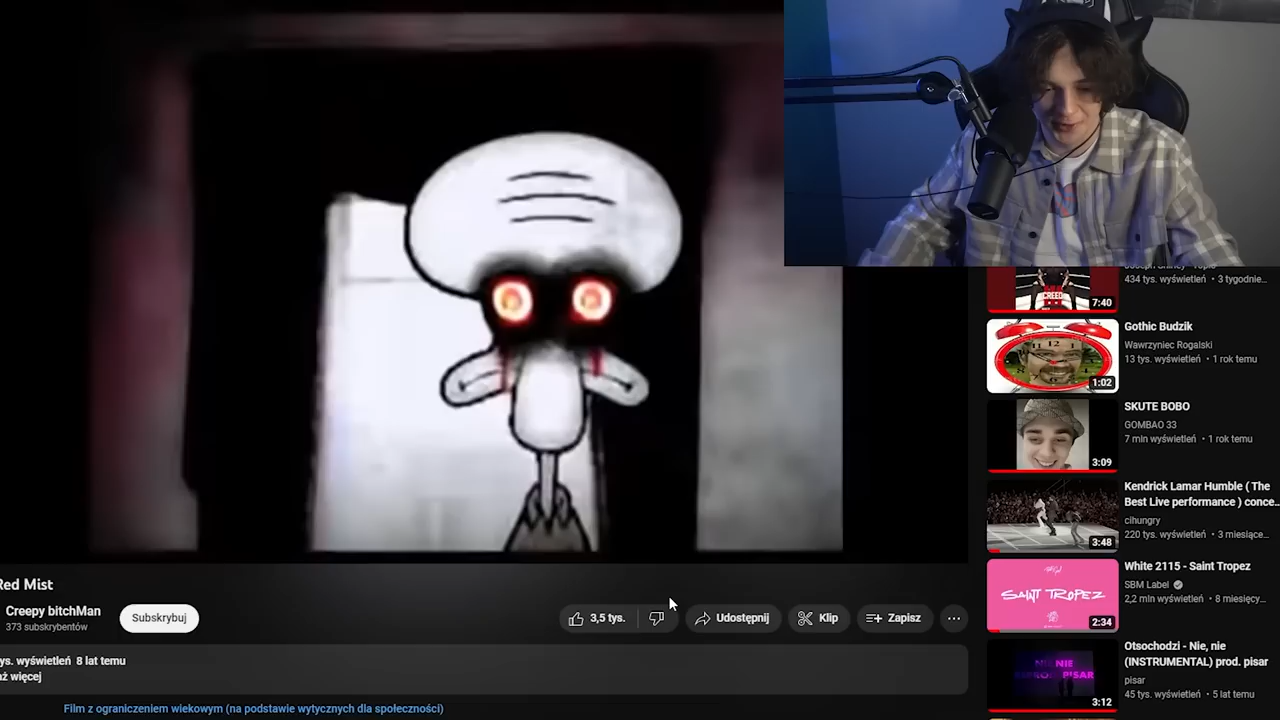 Red Mist
Creepy bitchMan
373 subskrybentów
Subskrybuj
3,5 tys.
Udostępnij
Klip
Zapisz
ys. wyświetleń 8 lat temu
aż więcej
Film z ograniczeniem wiekowym (na podstawie wytycznych dla społeczności)
434 tys. wyświetleń • 3 tygodnie...
7:40
Gothic Budzik
Wawrzyniec Rogalski
13 tys. wyświetleń • 1 rok temu
1:02
SKUTE BOBO
GOMBAO 33
7 mln wyświetleń • 1 rok temu
3:09
Kendrick Lamar Humble ( The
Best Live performance ) conce...
cihungry
220 tys. wyświetleń • 3 miesiące...
3:48
White 2115 - Saint Tropez
SBM Label
2,2 mln wyświetleń • 8 miesięcy...
SAINT TROPEZ
2:34
Otsochodzi - Nie, nie
(INSTRUMENTAL) prod. pisar
pisar
45 tys. wyświetleń • 5 lat temu
3:12